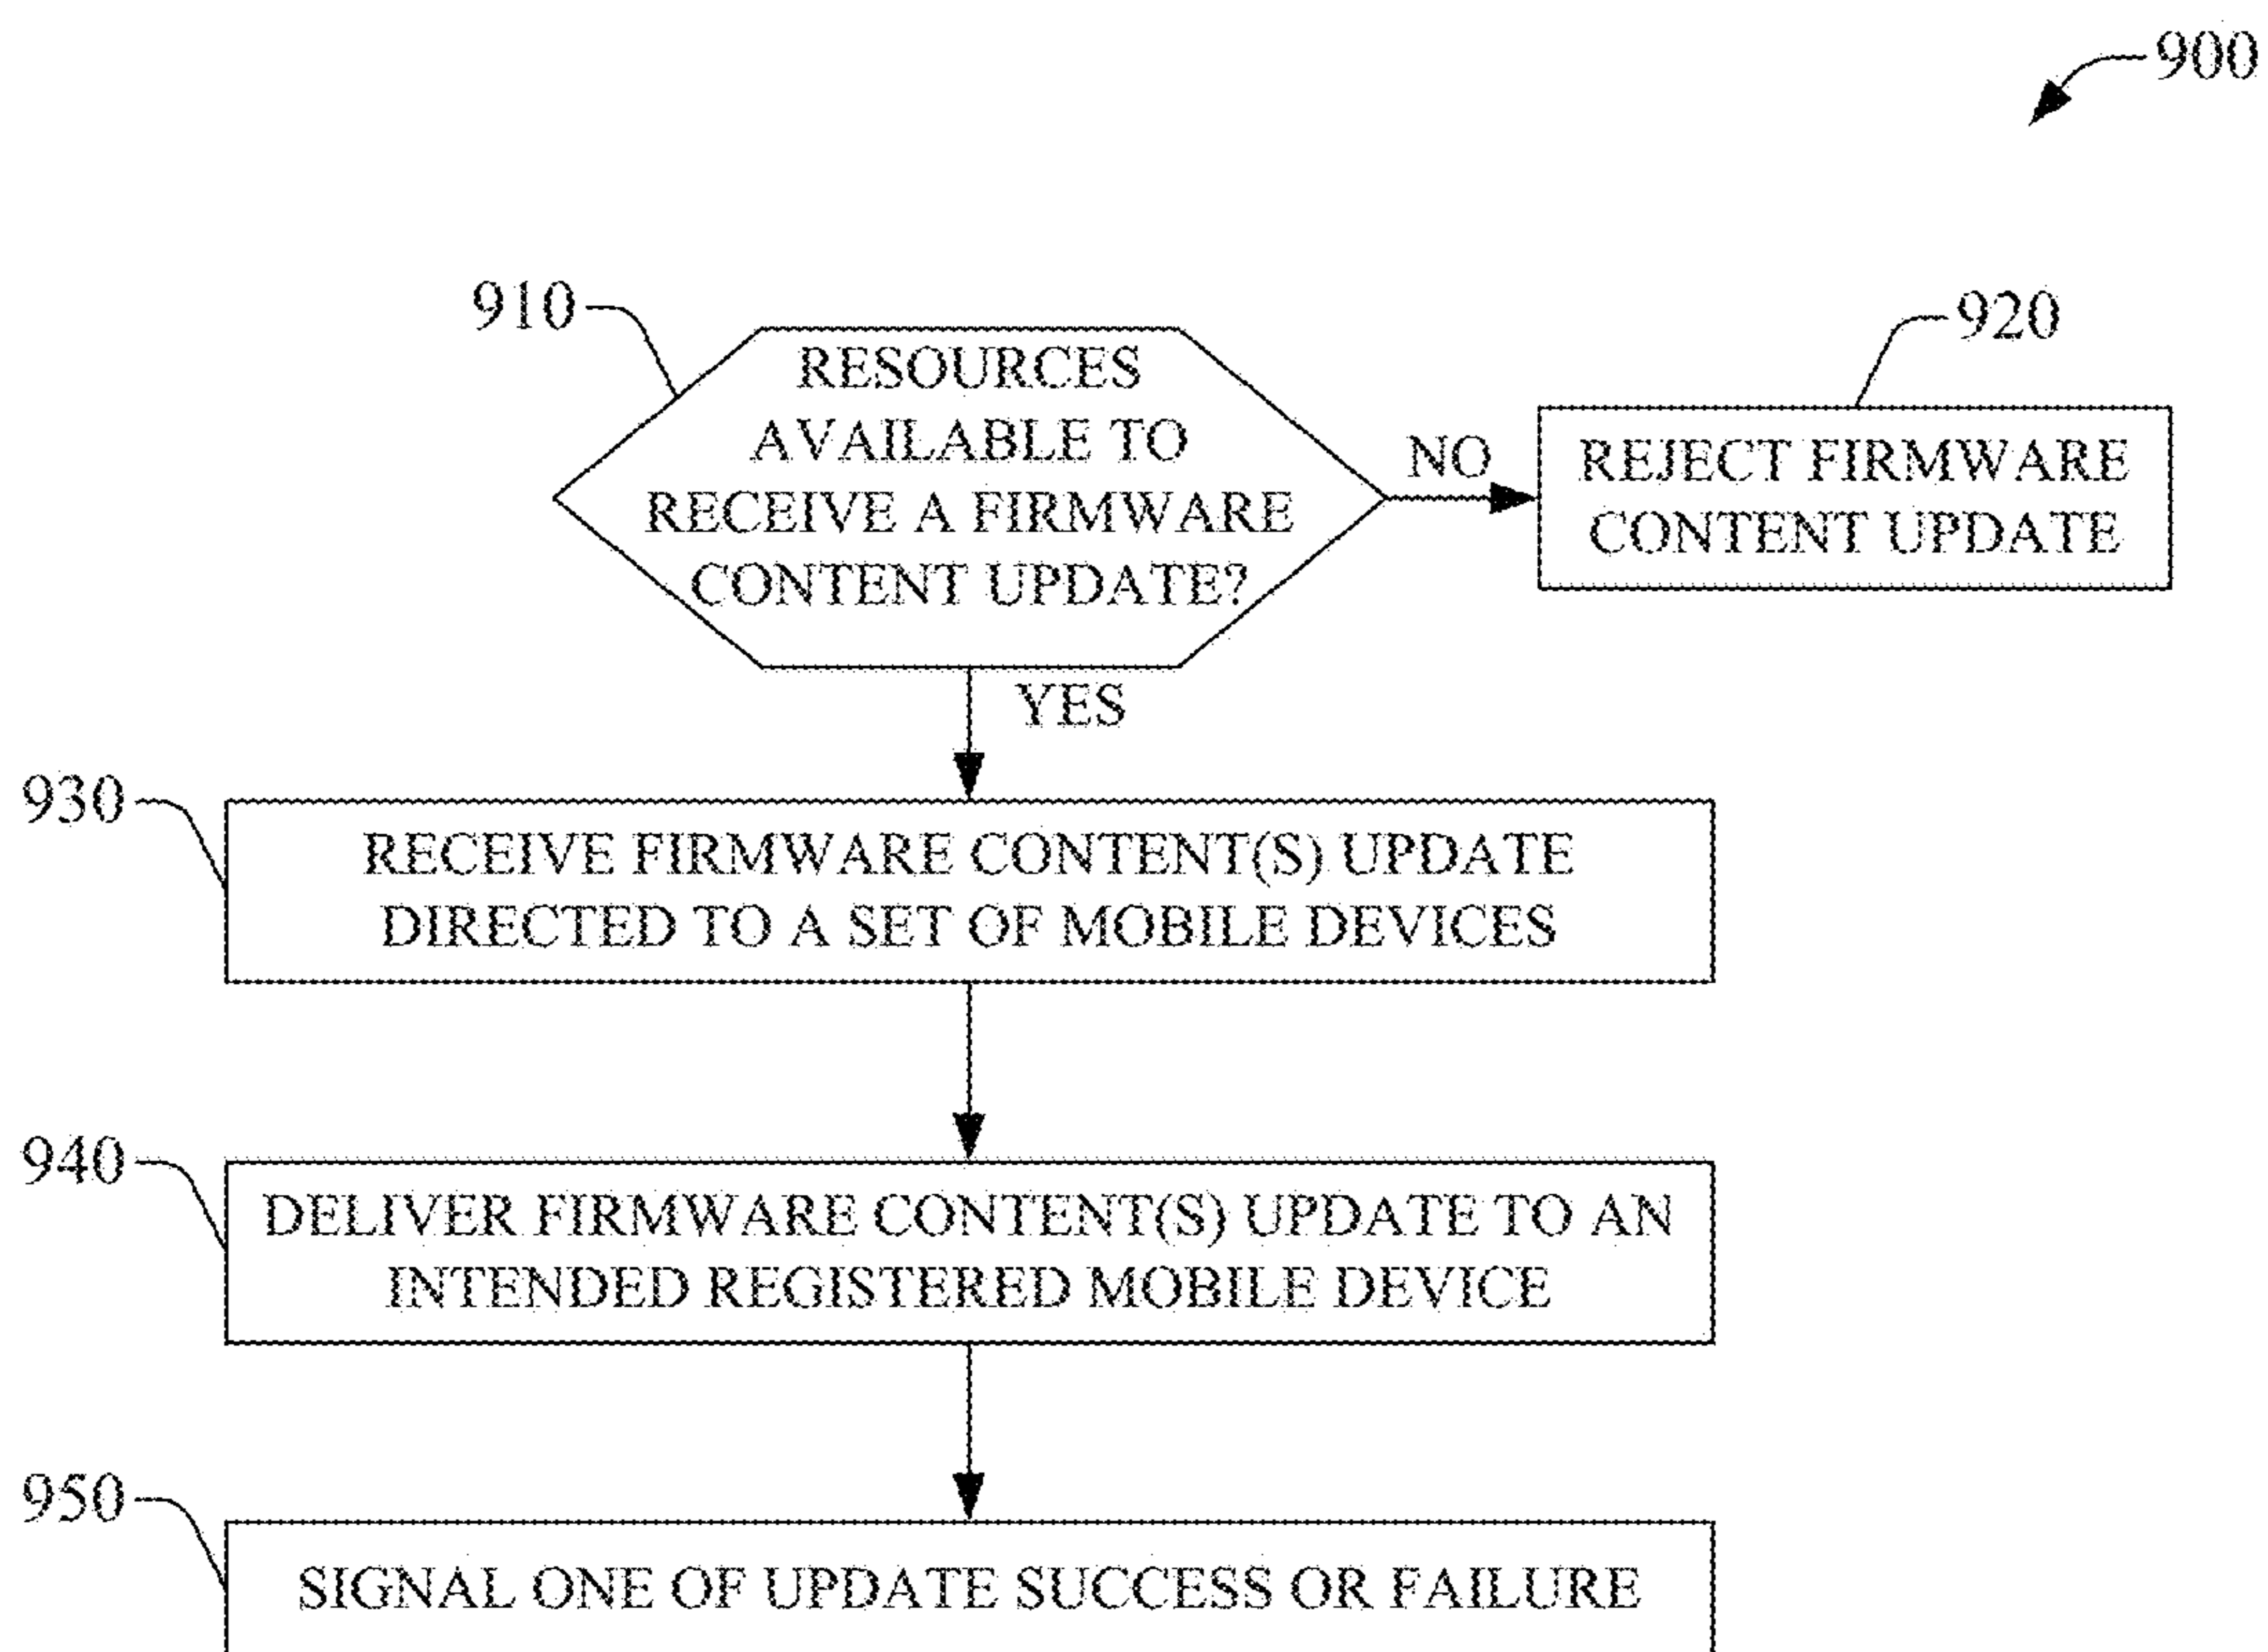 900
910
RESOURCES
AVAILABLE TO
RECEIVE A FIRMWARE
CONTENT UPDATE?
NO
920
REJECT FIRMWARE
CONTENT UPDATE
YES
930
RECEIVE FIRMWARE CONTENT(S) UPDATE
DIRECTED TO A SET OF MOBILE DEVICES
940
DELIVER FIRMWARE CONTENT(S) UPDATE TO AN
INTENDED REGISTERED MOBILE DEVICE
950
SIGNAL ONE OF UPDATE SUCCESS OR FAILURE